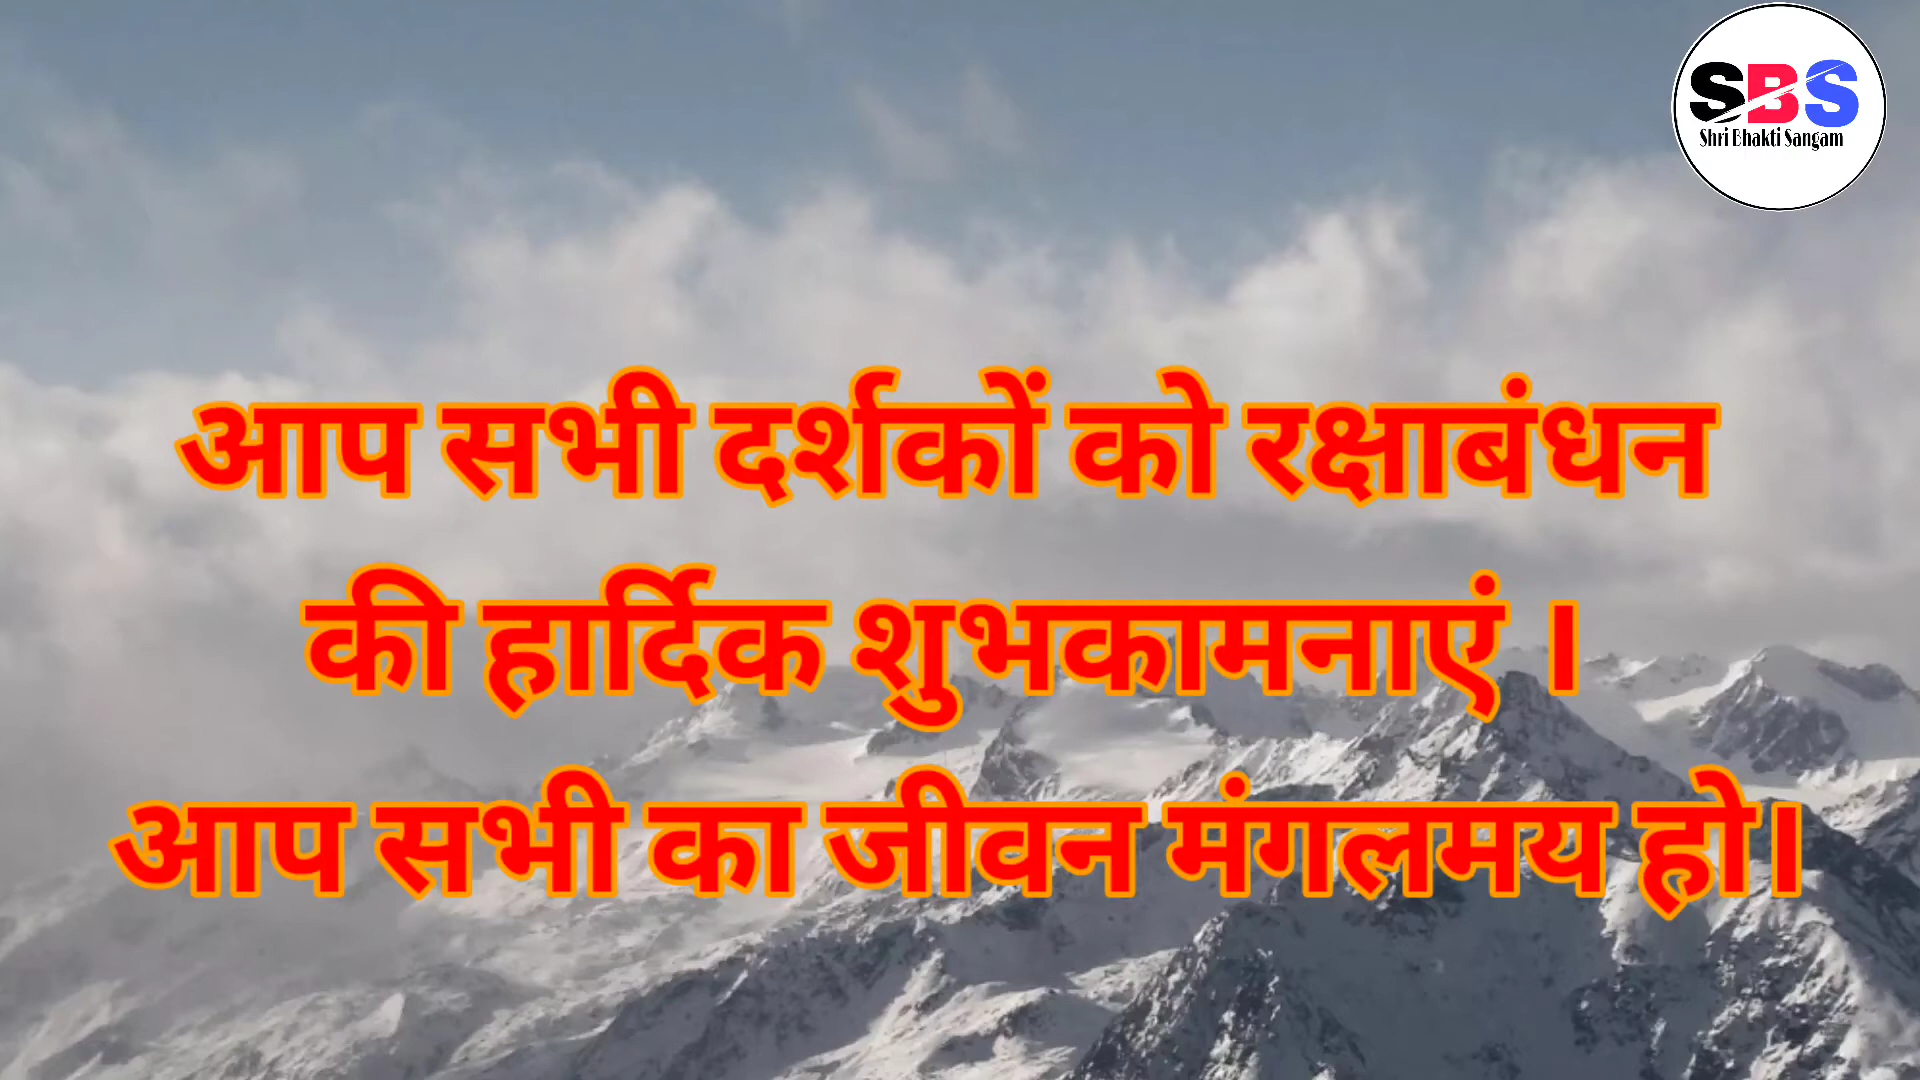 SBS
Shri Bhakti Sangam
आप सभी दर्शकों को रक्षाबंधन
की हार्दिक शुभकामनाएं ।
आप सभी का जीवन मंगलमय हो।